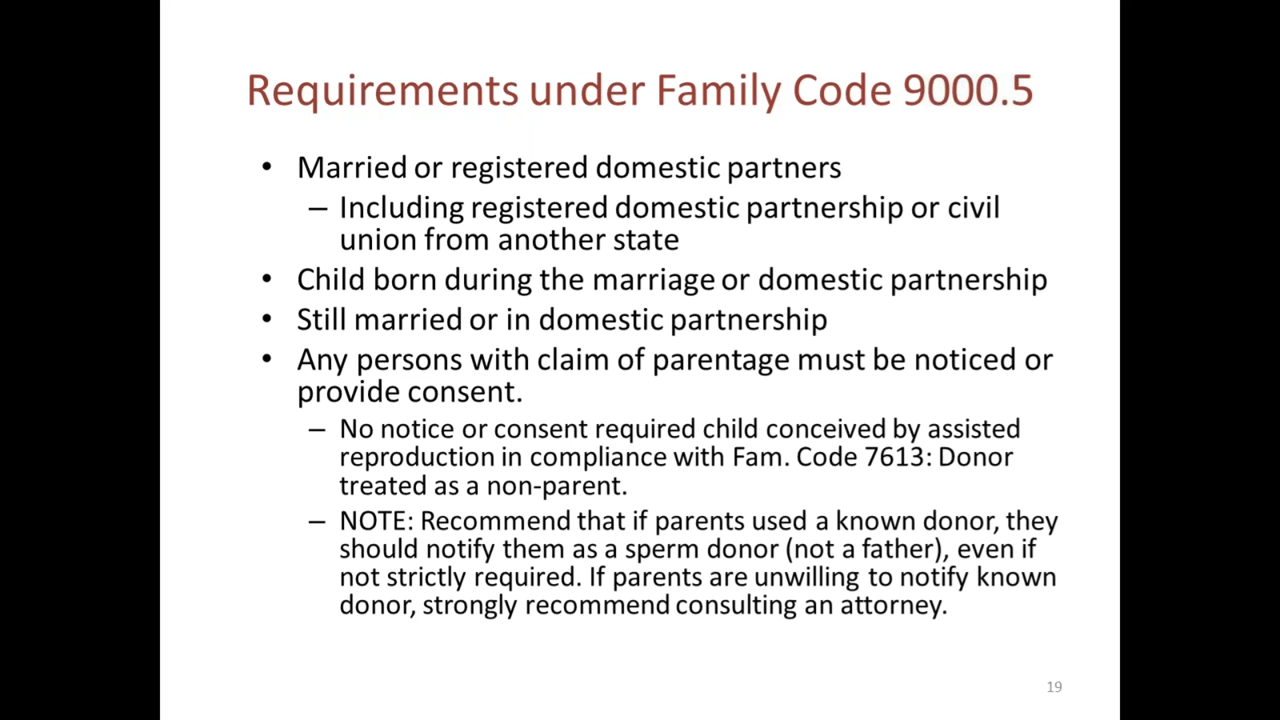 Requirements under Family Code 9000.5
• Married or registered domestic partners
– Including registered domestic partnership or civil
union from another state
• Child born during the marriage or domestic partnership
• Still married or in domestic partnership
• Any persons with claim of parentage must be noticed or
provide consent.
– No notice or consent required child conceived by assisted
reproduction in compliance with Fam. Code 7613: Donor
treated as a non-parent.
– NOTE: Recommend that if parents used a known donor, they
should notify them as a sperm donor (not a father), even if
not strictly required. If parents are unwilling to notify known
donor, strongly recommend consulting an attorney.
19